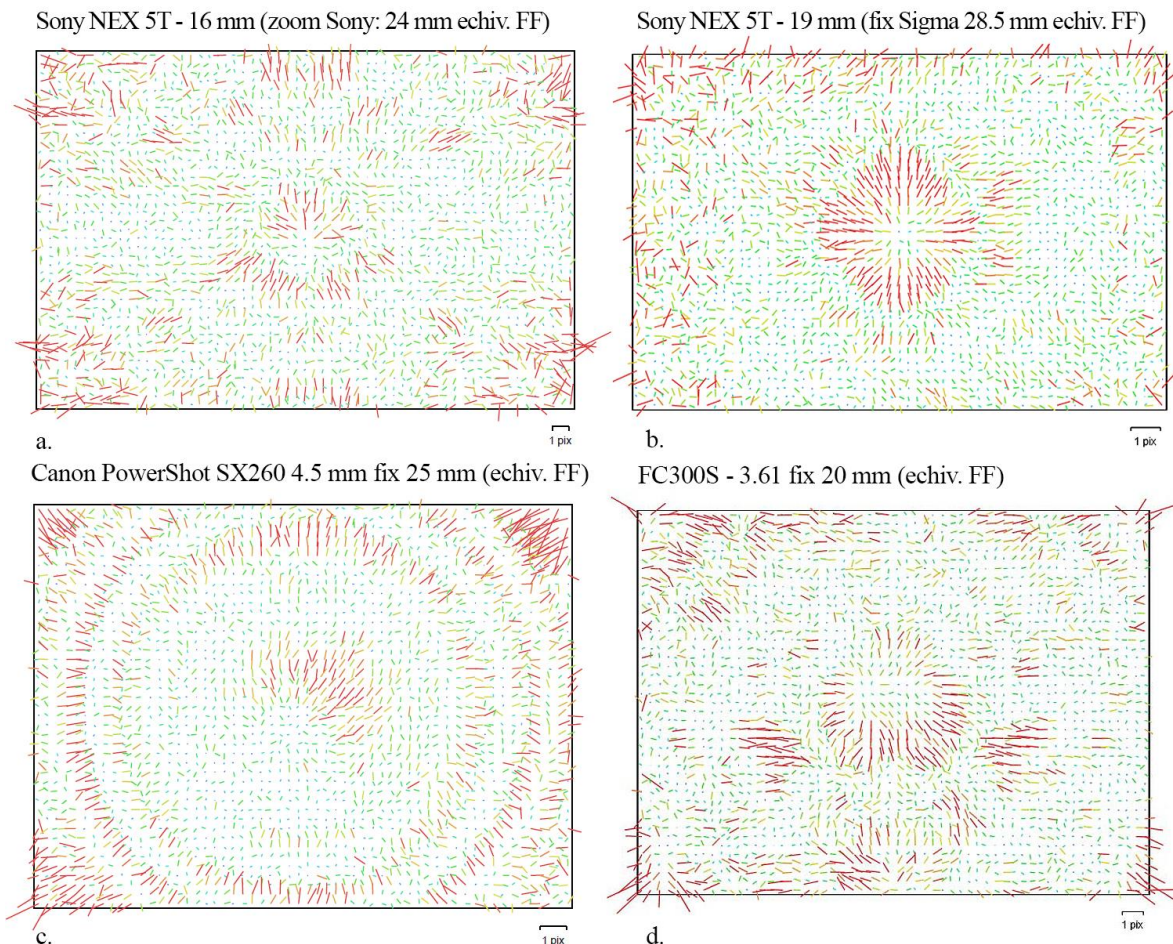 Sony NEX 5T - 16 mm (zoom Sony: 24 mm echiv. FF)
Sony NEX 5T - 19 mm (fix Sigma 28.5 mm echiv. FF)
1 pix
a.
1 pix
b.
Canon PowerShot SX260 4.5 mm fix 25 mm (echiv. FF)
FC300S - 3.61 fix 20 mm (echiv. FF)
1 pix
c.
1 pix
d.